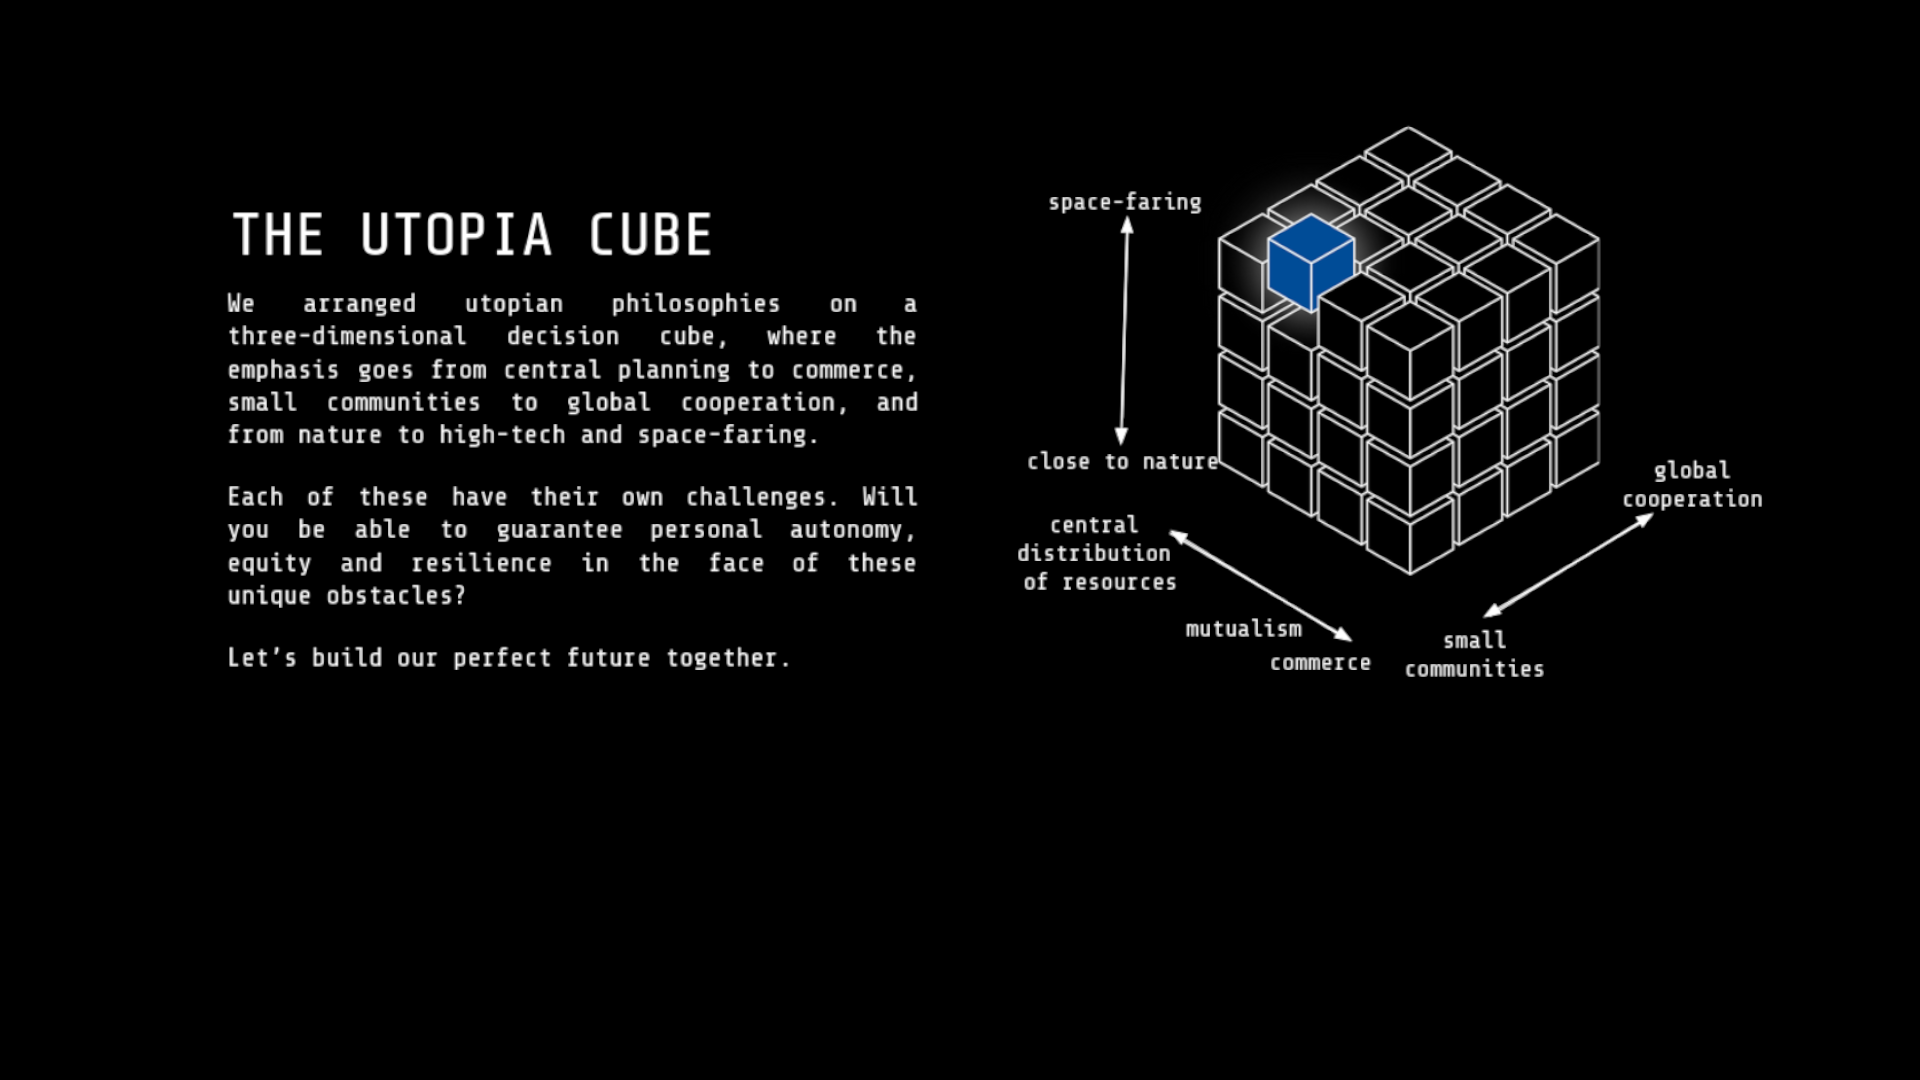 THE UTOPIA CUBE
We arranged utopian philosophies on a
three-dimensional decision cube, where the
emphasis goes from central planning to commerce,
small communities to global cooperation, and
from nature to high-tech and space-faring.
Each of these have their own challenges. Will
you be able to guarantee personal autonomy,
equity and resilience in the face of these
unique obstacles?
Let's build our perfect future together.
space-faring
close to nature
central
distribution
of resources
mutualism
commerce
small
communities
global
cooperation